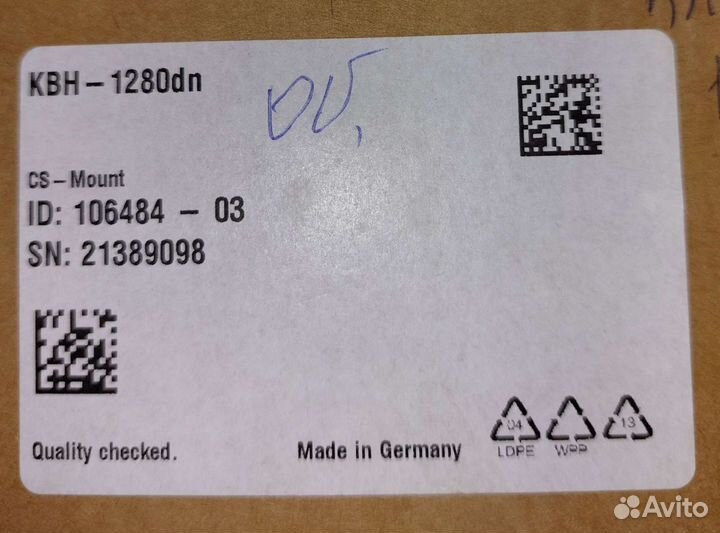 KBH – 1280dn
CS – Mount
ID: 106484 – 03
SN: 21389098
04
13
LDPE
WPP
Quality checked.
Made in Germany
Avito